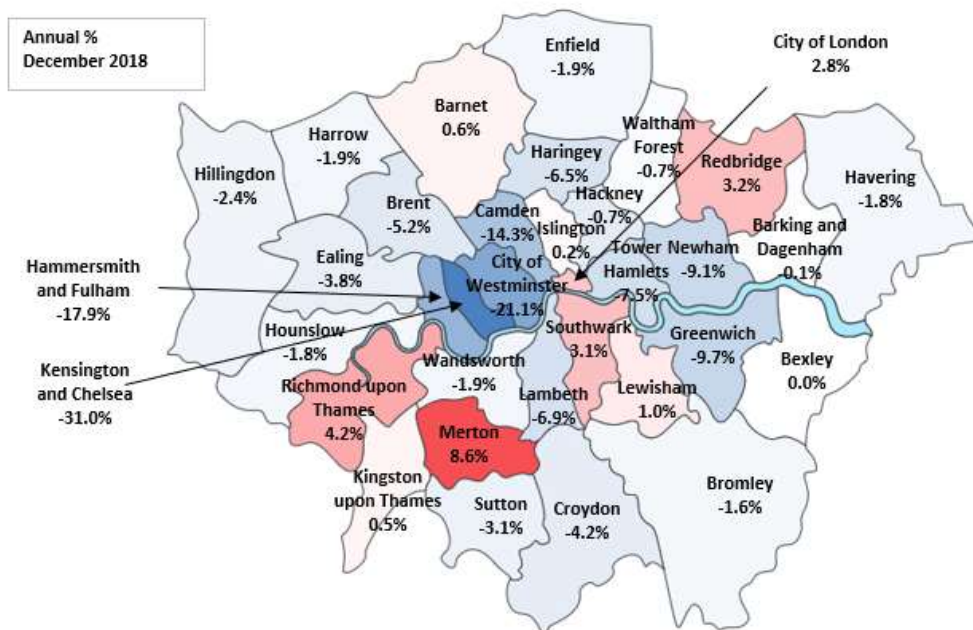 Annual %
December 2018
Enfield
-1.9%
City of London
2.8%
Barnet
0.6%
Harrow
-1.9%
Waltham
Forest
-0.7%
Redbridge
3.2%
Hillingdon
-2.4%
Haringey
-6.5%
Havering
-1.8%
Brent
-5.2%
Camden
-14.3%
Hackney
-0.7%
Islington
0.2%
Barking and
Dagenham
-0.1%
Ealing
-3.8%
City of
Westminster
-21.1%
Tower
Hamlets
-7.5%
Newham
-9.1%
Hammersmith
and Fulham
-17.9%
Hounslow
-1.8%
Southwark
3.1%
Greenwich
-9.7%
Bexley
0.0%
Kensington
and Chelsea
-31.0%
Wandsworth
-1.9%
Richmond upon
Thames
4.2%
Lambeth
-6.9%
Lewisham
1.0%
Merton
8.6%
Kingston
upon Thames
0.5%
Sutton
-3.1%
Croydon
-4.2%
Bromley
-1.6%